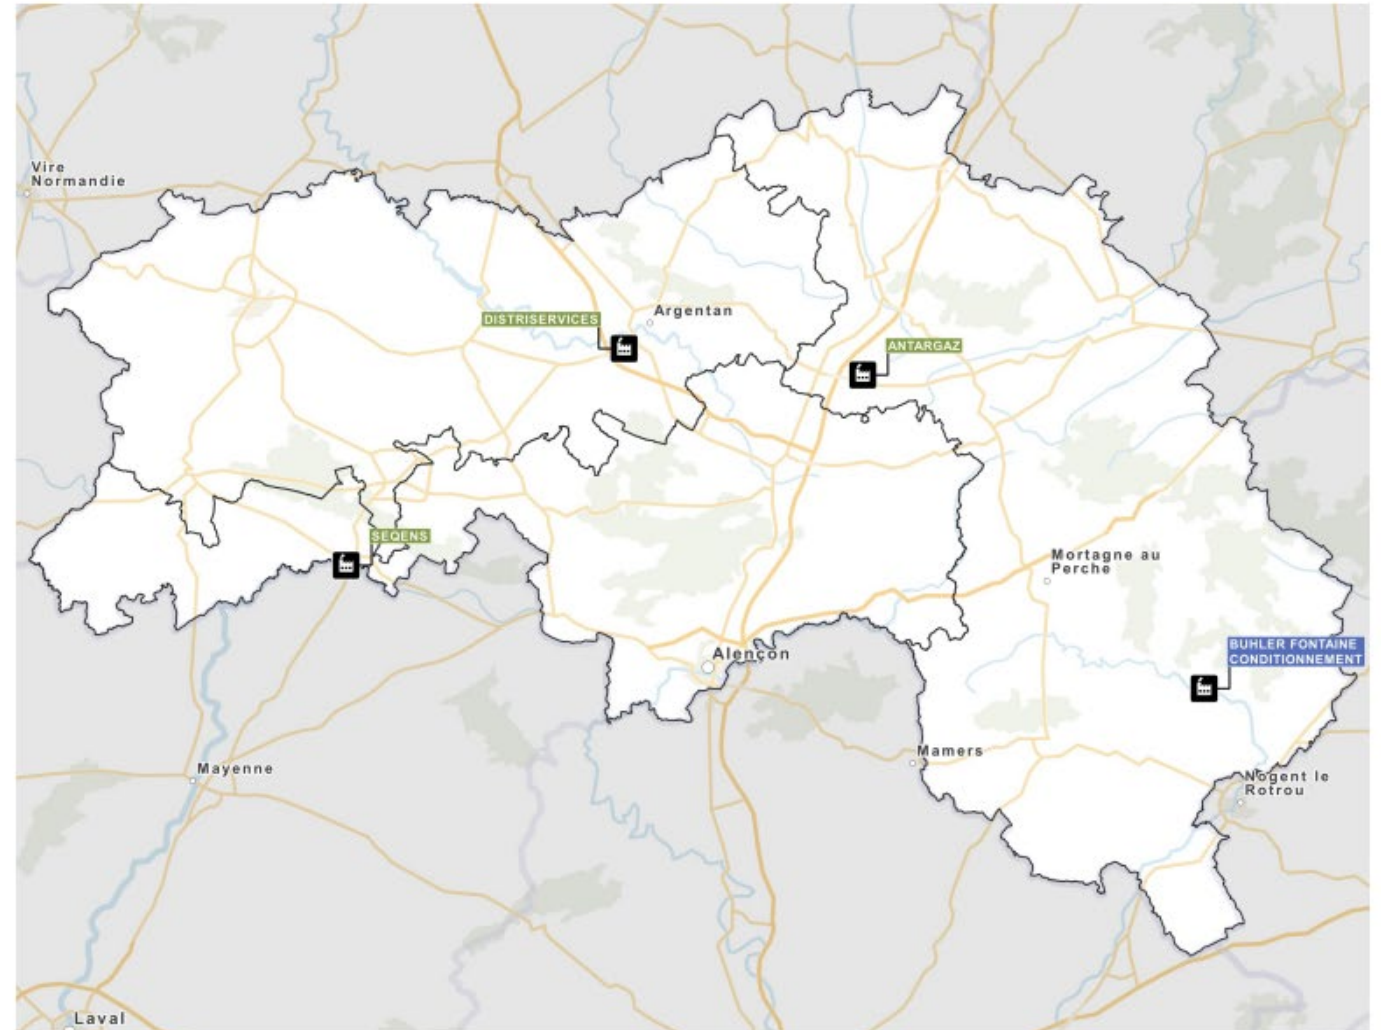 Vire
Normandie
DISTRISERVICES
Argentan
ANTARGAZ
SEQENS
Mortagne au
Perche
BUHLER FONTAINE
CONDITIONNEMENT
Alençon
Mamers
Mayenne
Nogent le
Rotrou
Laval